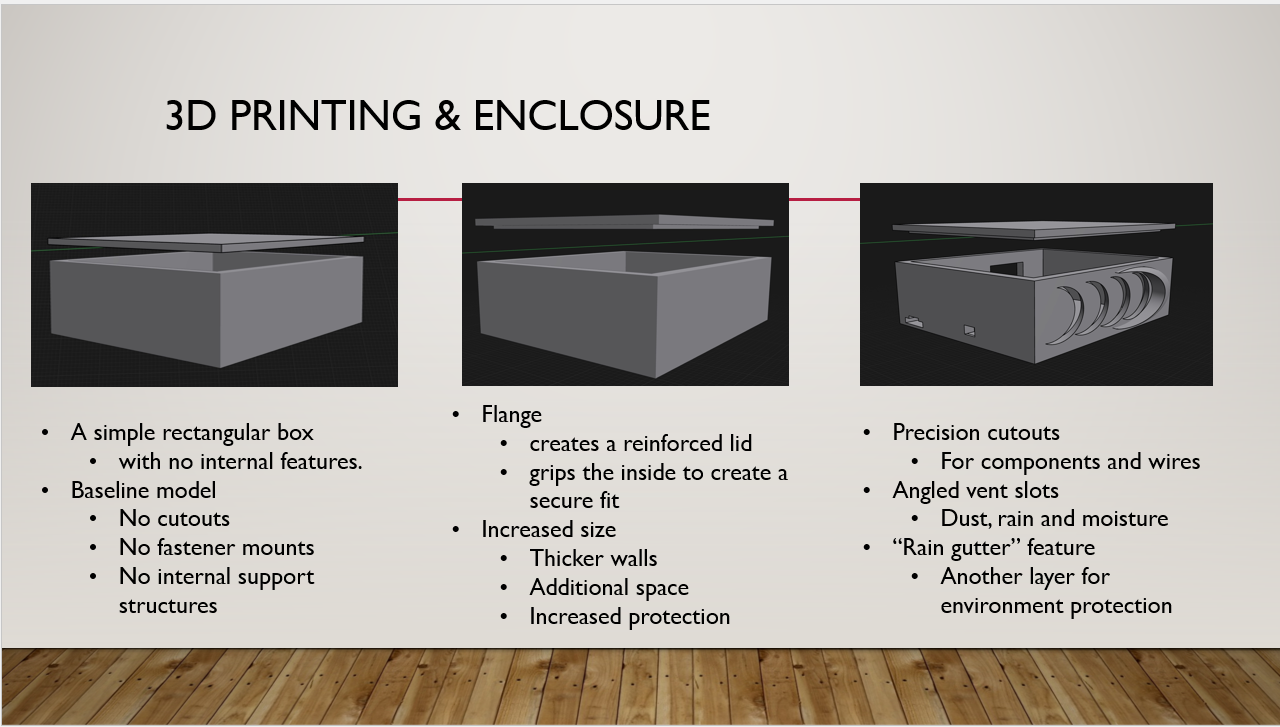 3D PRINTING & ENCLOSURE
• A simple rectangular box
• with no internal features.
• Baseline model
• No cutouts
• No fastener mounts
• No internal support
structures
• Flange
• creates a reinforced lid
• grips the inside to create a
secure fit
• Increased size
• Thicker walls
• Additional space
• Increased protection
• Precision cutouts
• For components and wires
• Angled vent slots
• Dust, rain and moisture
• “Rain gutter” feature
• Another layer for
environment protection